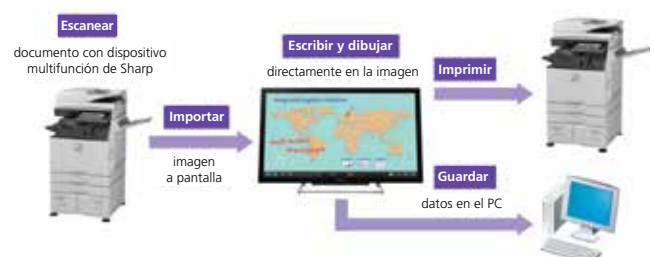 Escanear
documento con dispositivo
multifunción de Sharp
Importar
imagen
a pantalla
Escribir y dibujar
directamente en la imagen
Imprimir
Guardar
datos en el PC